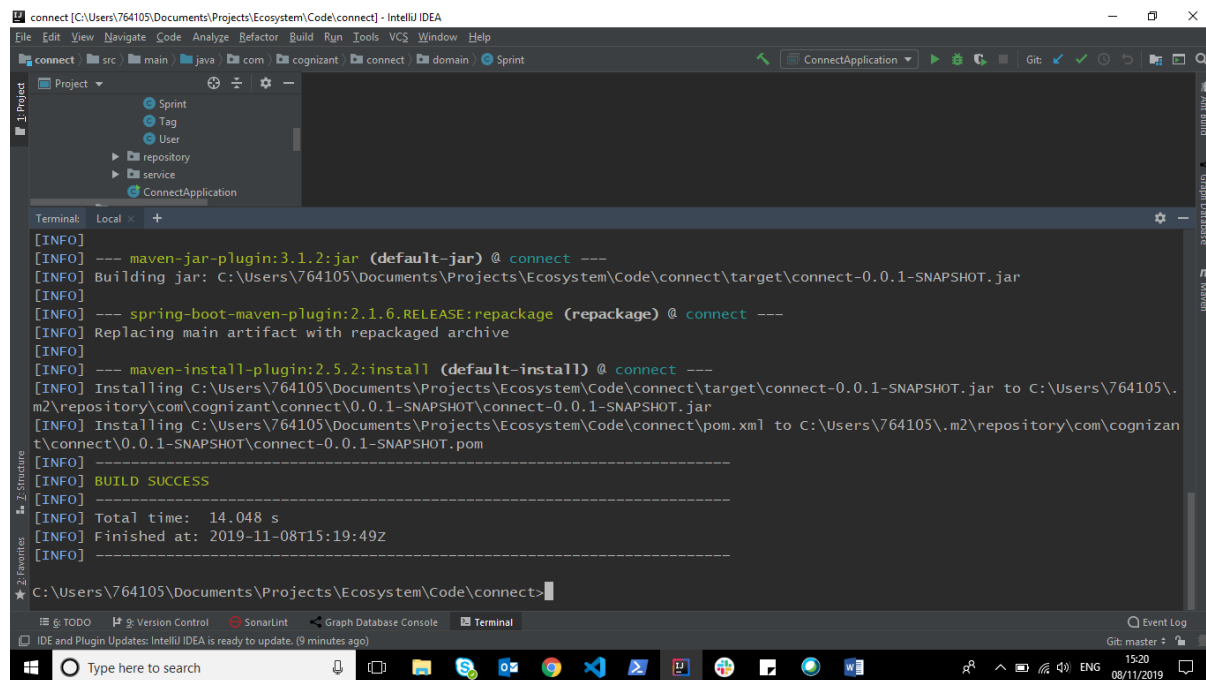 connect [C:\Users\764105\Documents\Projects\Ecosystem\Code\connect] - IntelliJ IDEA
File Edit View Navigate Code Analyze Refactor Build Run Tools VCS Window Help
connect src main java com cognizant connect domain Sprint ConnectApplication Git:
Project
1: Project
Sprint
Tag
User
repository
service
ConnectApplication
Ant Build
Graph Database
Maven
Terminal: Local × +
[INFO]
[INFO] --- maven-jar-plugin:3.1.2:jar (default-jar) @ connect ---
[INFO] Building jar: C:\Users\764105\Documents\Projects\Ecosystem\Code\connect\target\connect-0.0.1-SNAPSHOT.jar
[INFO]
[INFO] --- spring-boot-maven-plugin:2.1.6.RELEASE:repackage (repackage) @ connect ---
[INFO] Replacing main artifact with repackaged archive
[INFO]
[INFO] --- maven-install-plugin:2.5.2:install (default-install) @ connect ---
[INFO] Installing C:\Users\764105\Documents\Projects\Ecosystem\Code\connect\target\connect-0.0.1-SNAPSHOT.jar to C:\Users\764105\.
m2\repository\com\cognizant\connect\0.0.1-SNAPSHOT\connect-0.0.1-SNAPSHOT.jar
[INFO] Installing C:\Users\764105\Documents\Projects\Ecosystem\Code\connect\pom.xml to C:\Users\764105\.m2\repository\com\cognizan
t\connect\0.0.1-SNAPSHOT\connect-0.0.1-SNAPSHOT.pom
[INFO] ------------------------------------------------------------------------
[INFO] BUILD SUCCESS
[INFO] ------------------------------------------------------------------------
[INFO] Total time:  14.048 s
[INFO] Finished at: 2019-11-08T15:19:49Z
[INFO] ------------------------------------------------------------------------
C:\Users\764105\Documents\Projects\Ecosystem\Code\connect>
7: Structure
2: Favorites
6: TODO 9: Version Control SonarLint Graph Database Console Terminal Event Log
IDE and Plugin Updates: IntelliJ IDEA is ready to update. (9 minutes ago) Git: master
Type here to search ENG 15:20
08/11/2019